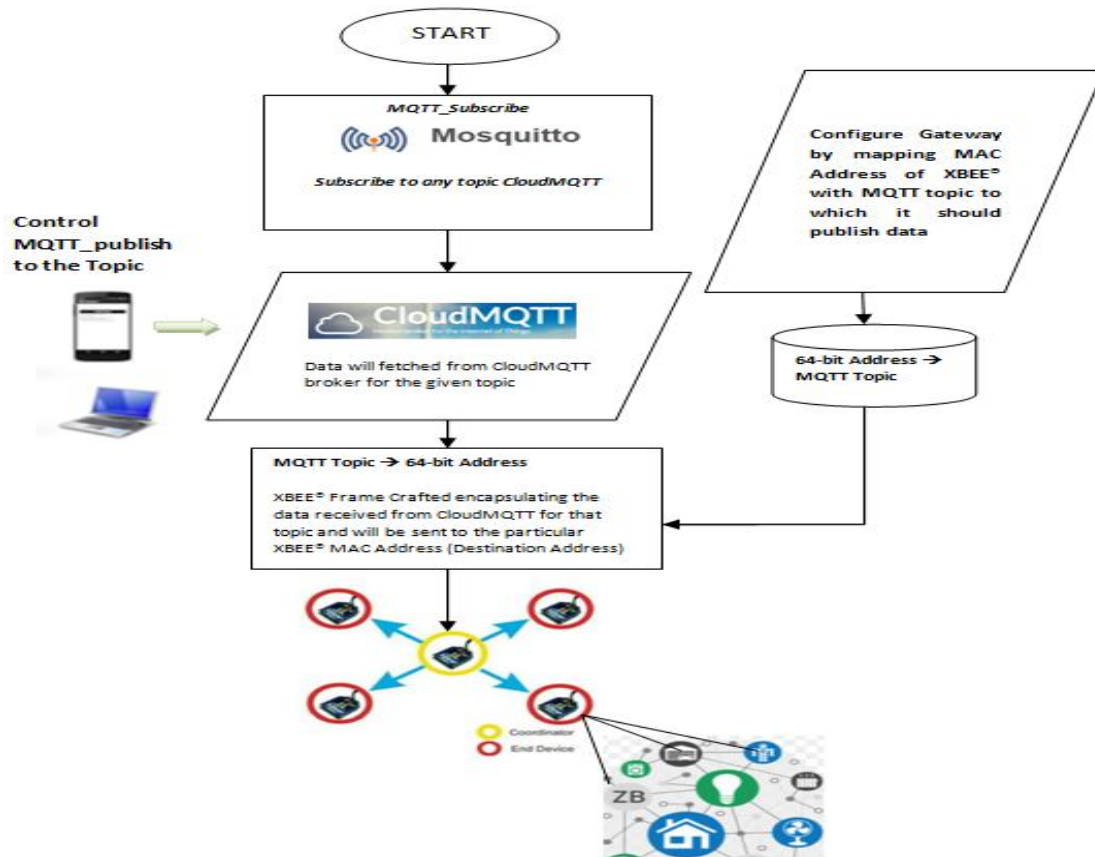 START
MQTT_Subscribe
Mosquitto
Subscribe to any topic CloudMQTT
Configure Gateway
by mapping MAC
Address of XBEE®
with MQTT topic to
which it should
publish data
Control
MQTT_publish
to the Topic
CloudMQTT
Data will fetched from CloudMQTT
broker for the given topic
64-bit Address →
MQTT Topic
MQTT Topic → 64-bit Address
XBEE® Frame Crafted encapsulating the
data received from CloudMQTT for that
topic and will be sent to the particular
XBEE® MAC Address (Destination Address)
Coordinator
End Device
ZB